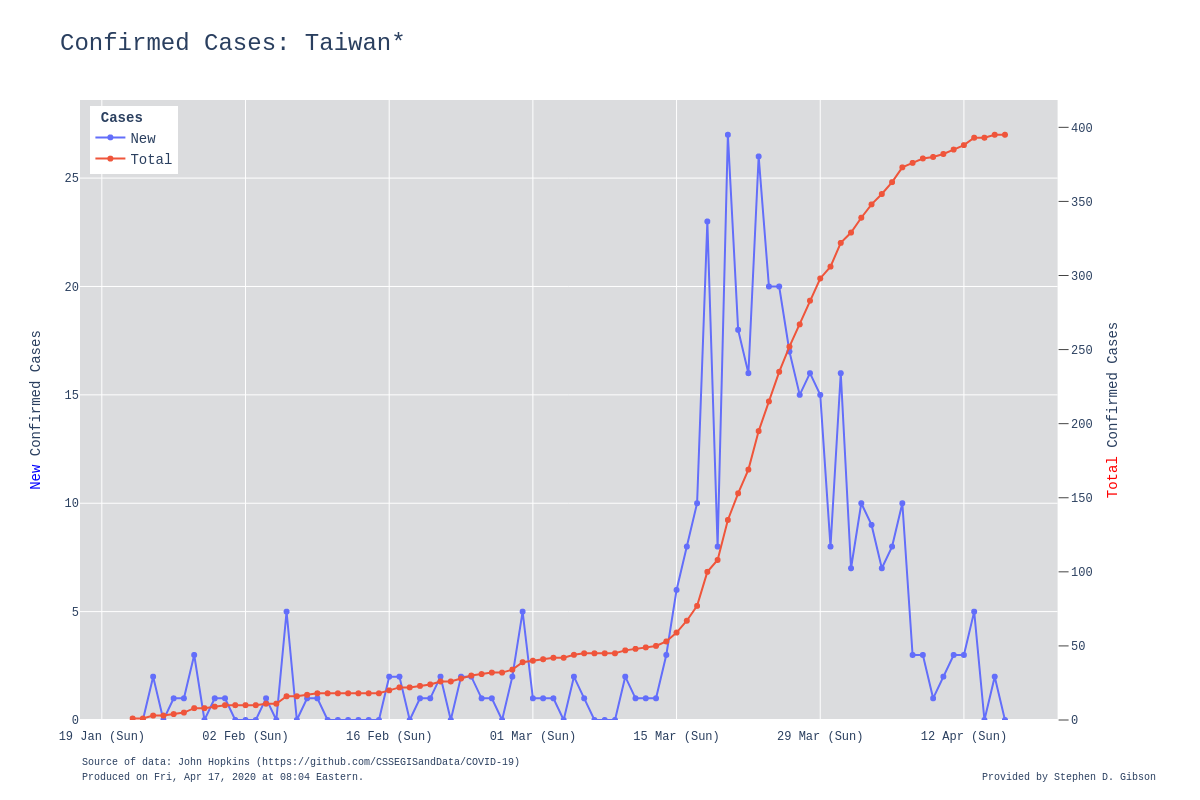 Confirmed Cases: Taiwan*
Cases
New
Total
25
20
15
10
5
0
400
350
300
250
200
150
100
50
0
New Confirmed Cases
Total Confirmed Cases
19 Jan (Sun)
02 Feb (Sun)
16 Feb (Sun)
01 Mar (Sun)
15 Mar (Sun)
29 Mar (Sun)
12 Apr (Sun)
Source of data: John Hopkins (https://github.com/CSSEGISandData/COVID-19)
Produced on Fri, Apr 17, 2020 at 08:04 Eastern.
Provided by Stephen D. Gibson